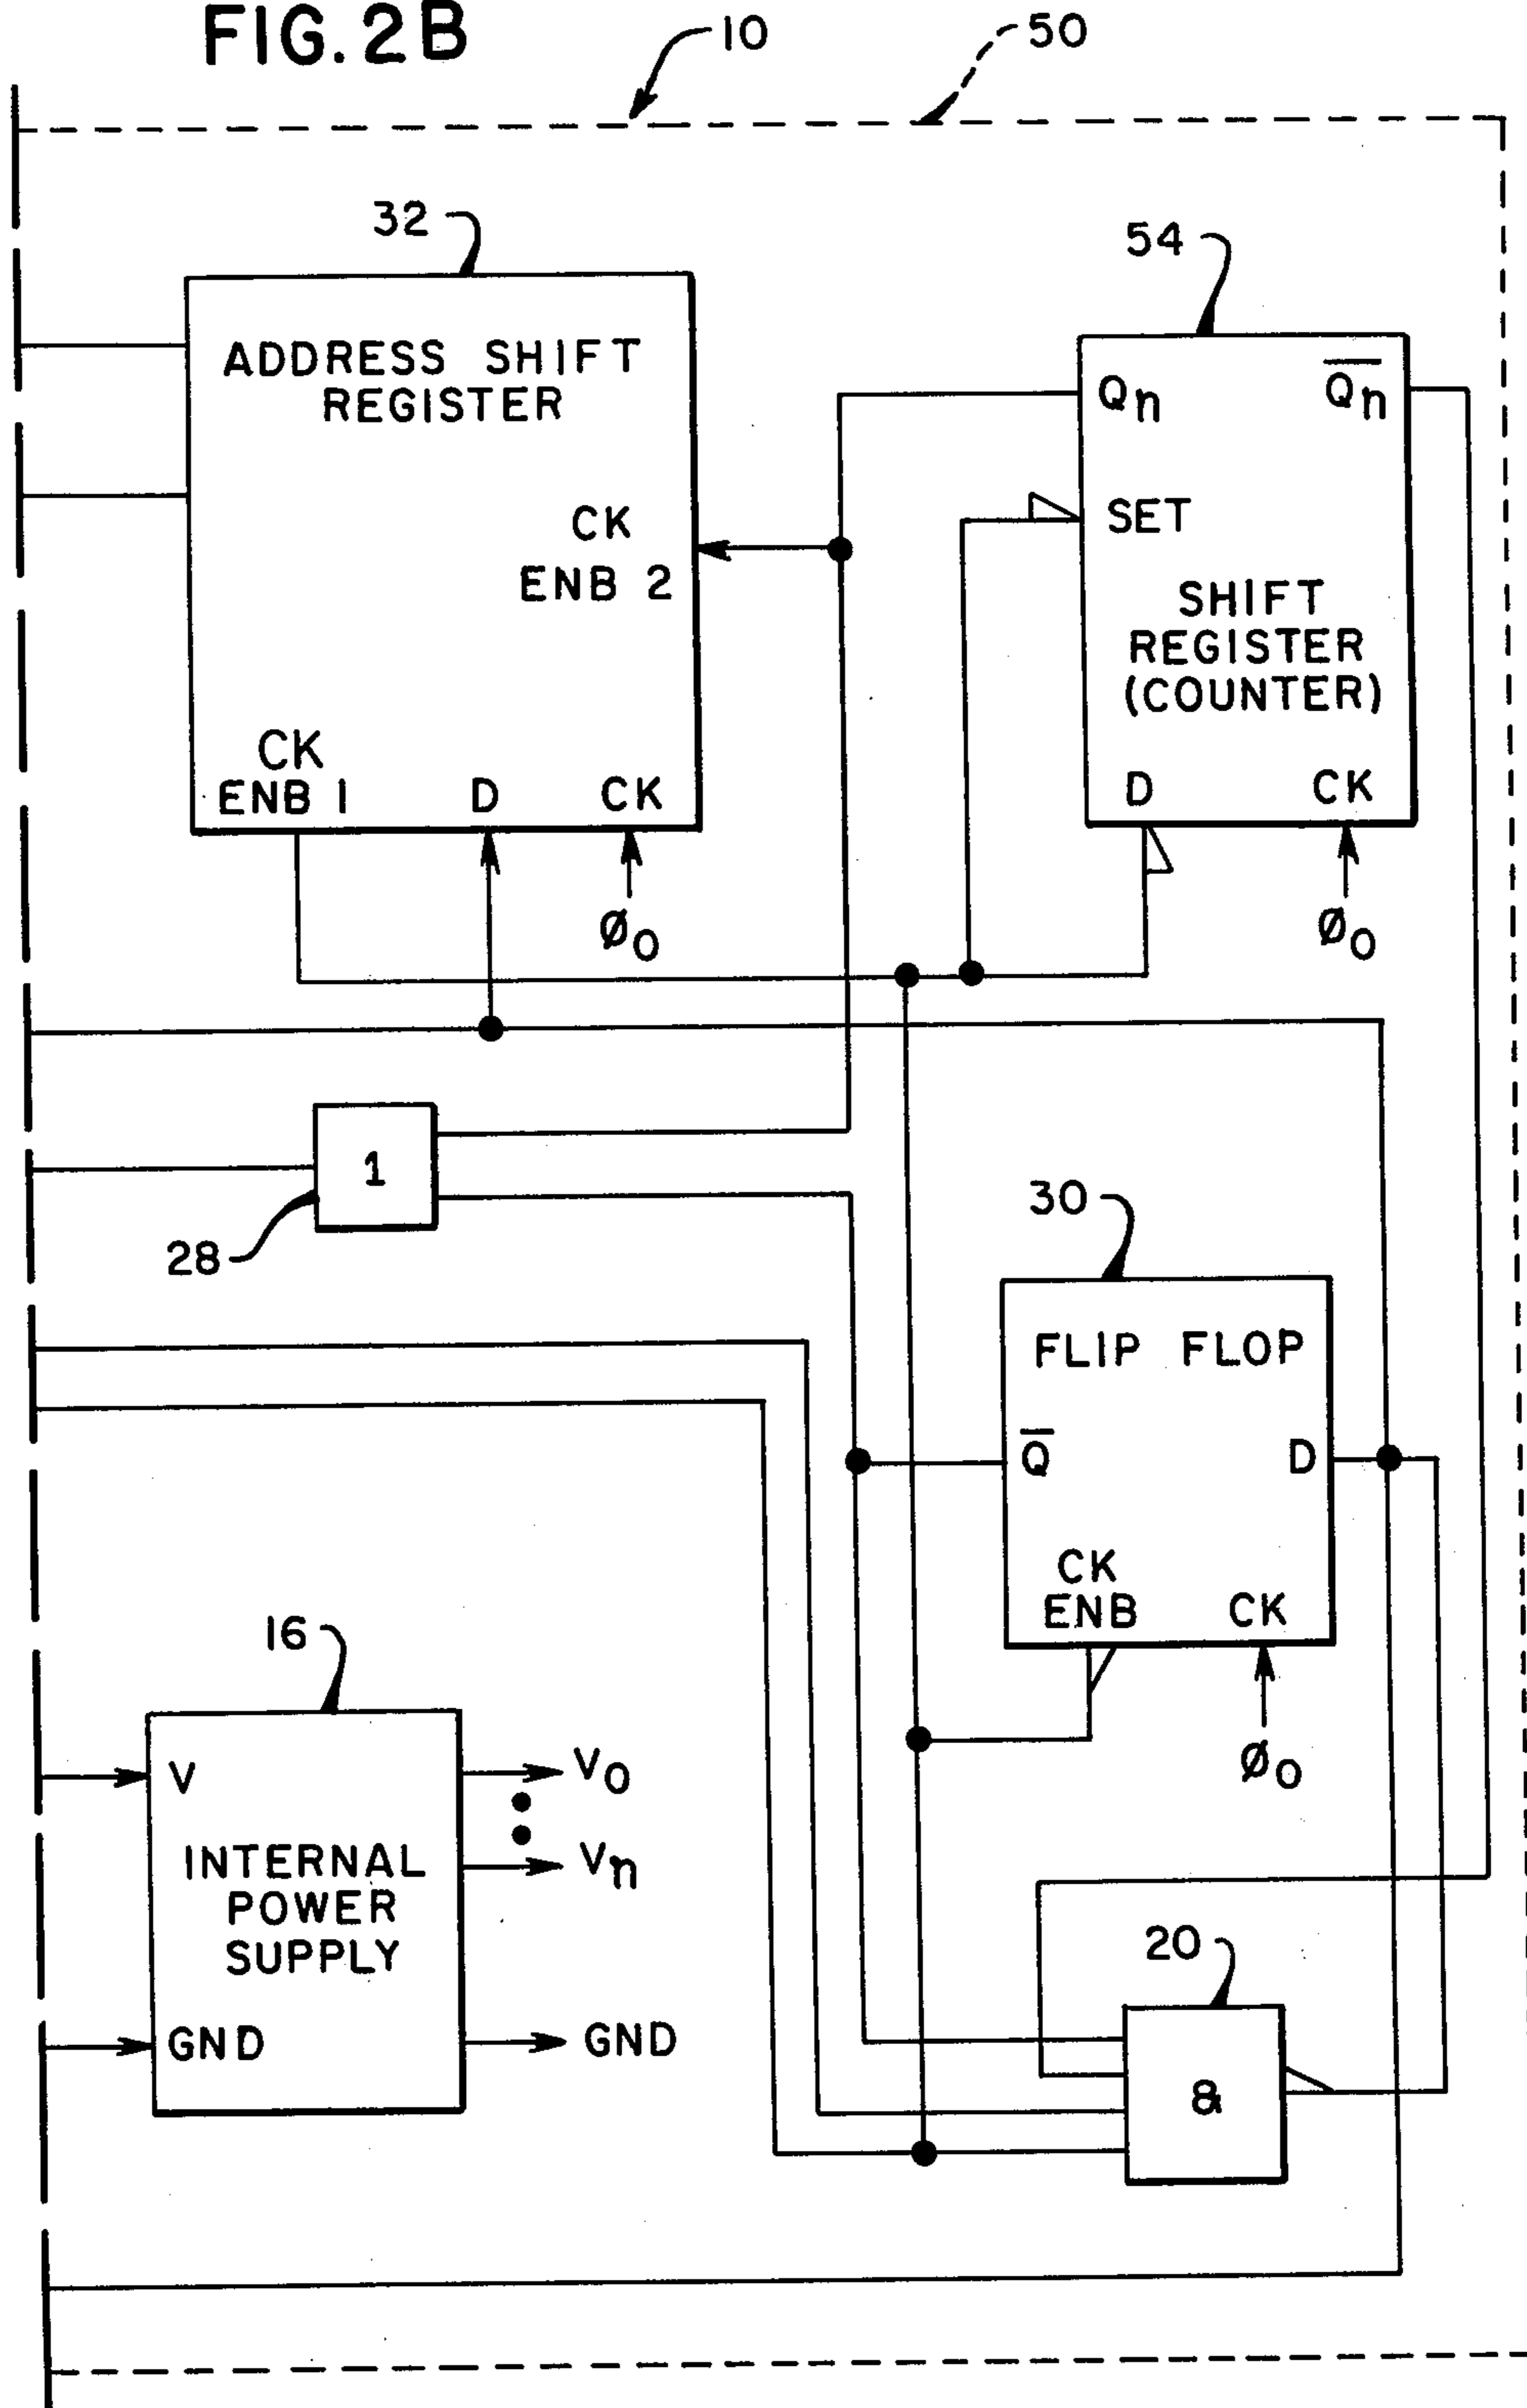 FIG. 2B
10
50
32
54
ADDRESS SHIFT
REGISTER
CK
ENB 2
CK
ENB 1
D
CK
Ø0
Qn
Q̅n̅
SET
SHIFT
REGISTER
(COUNTER)
D
CK
Ø0
1
28
30
FLIP FLOP
Q̅
D
CK
ENB
CK
Ø0
16
V
INTERNAL
POWER
SUPPLY
GND
V0
Vn
GND
20
&